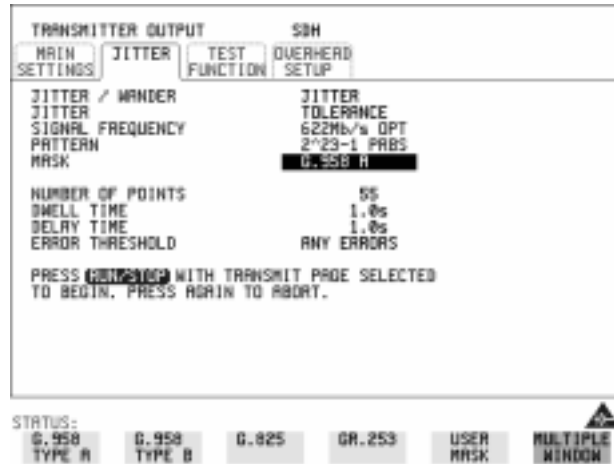 TRANSMITTER OUTPUT SDH
MAIN SETTINGS JITTER TEST FUNCTION OVERHEAD SETUP
JITTER / WANDER JITTER
JITTER TOLERANCE
SIGNAL FREQUENCY 622Mb/s OPT
PATTERN 2^23-1 PRBS
MASK G.958 A
NUMBER OF POINTS 55
DWELL TIME 1.0s
DELAY TIME 1.0s
ERROR THRESHOLD ANY ERRORS
PRESS RUN/STOP WITH TRANSMIT PAGE SELECTED
TO BEGIN. PRESS AGAIN TO ABORT.
STATUS:
G.958 TYPE A G.958 TYPE B G.825 GR.253 USER MASK MULTIPLE WINDOW